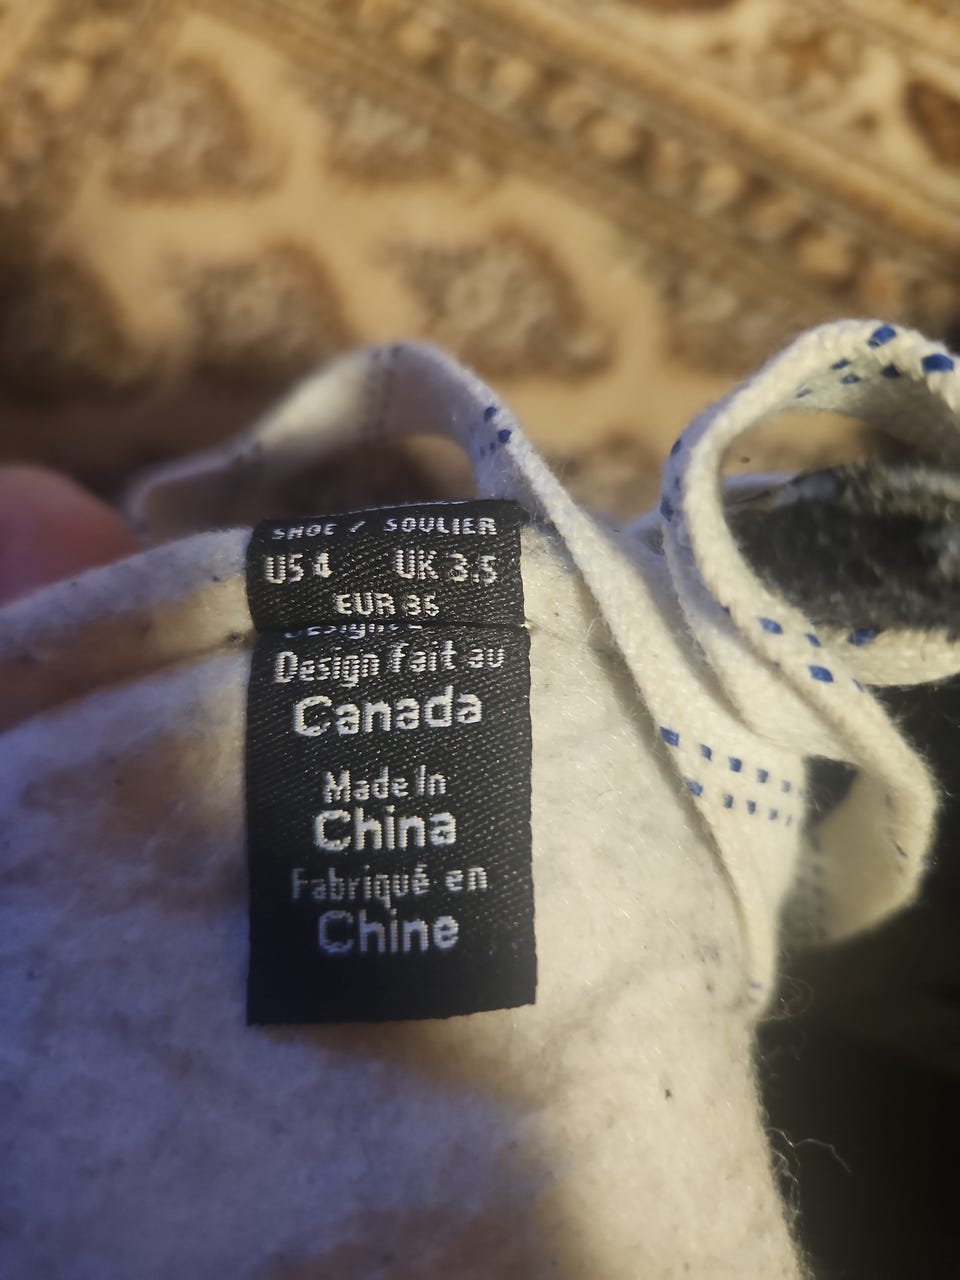 SHOE / SOULIER
US 4 UK 3.5
EUR 36
Design fait au
Canada
Made In
China
Fabriqué en
Chine